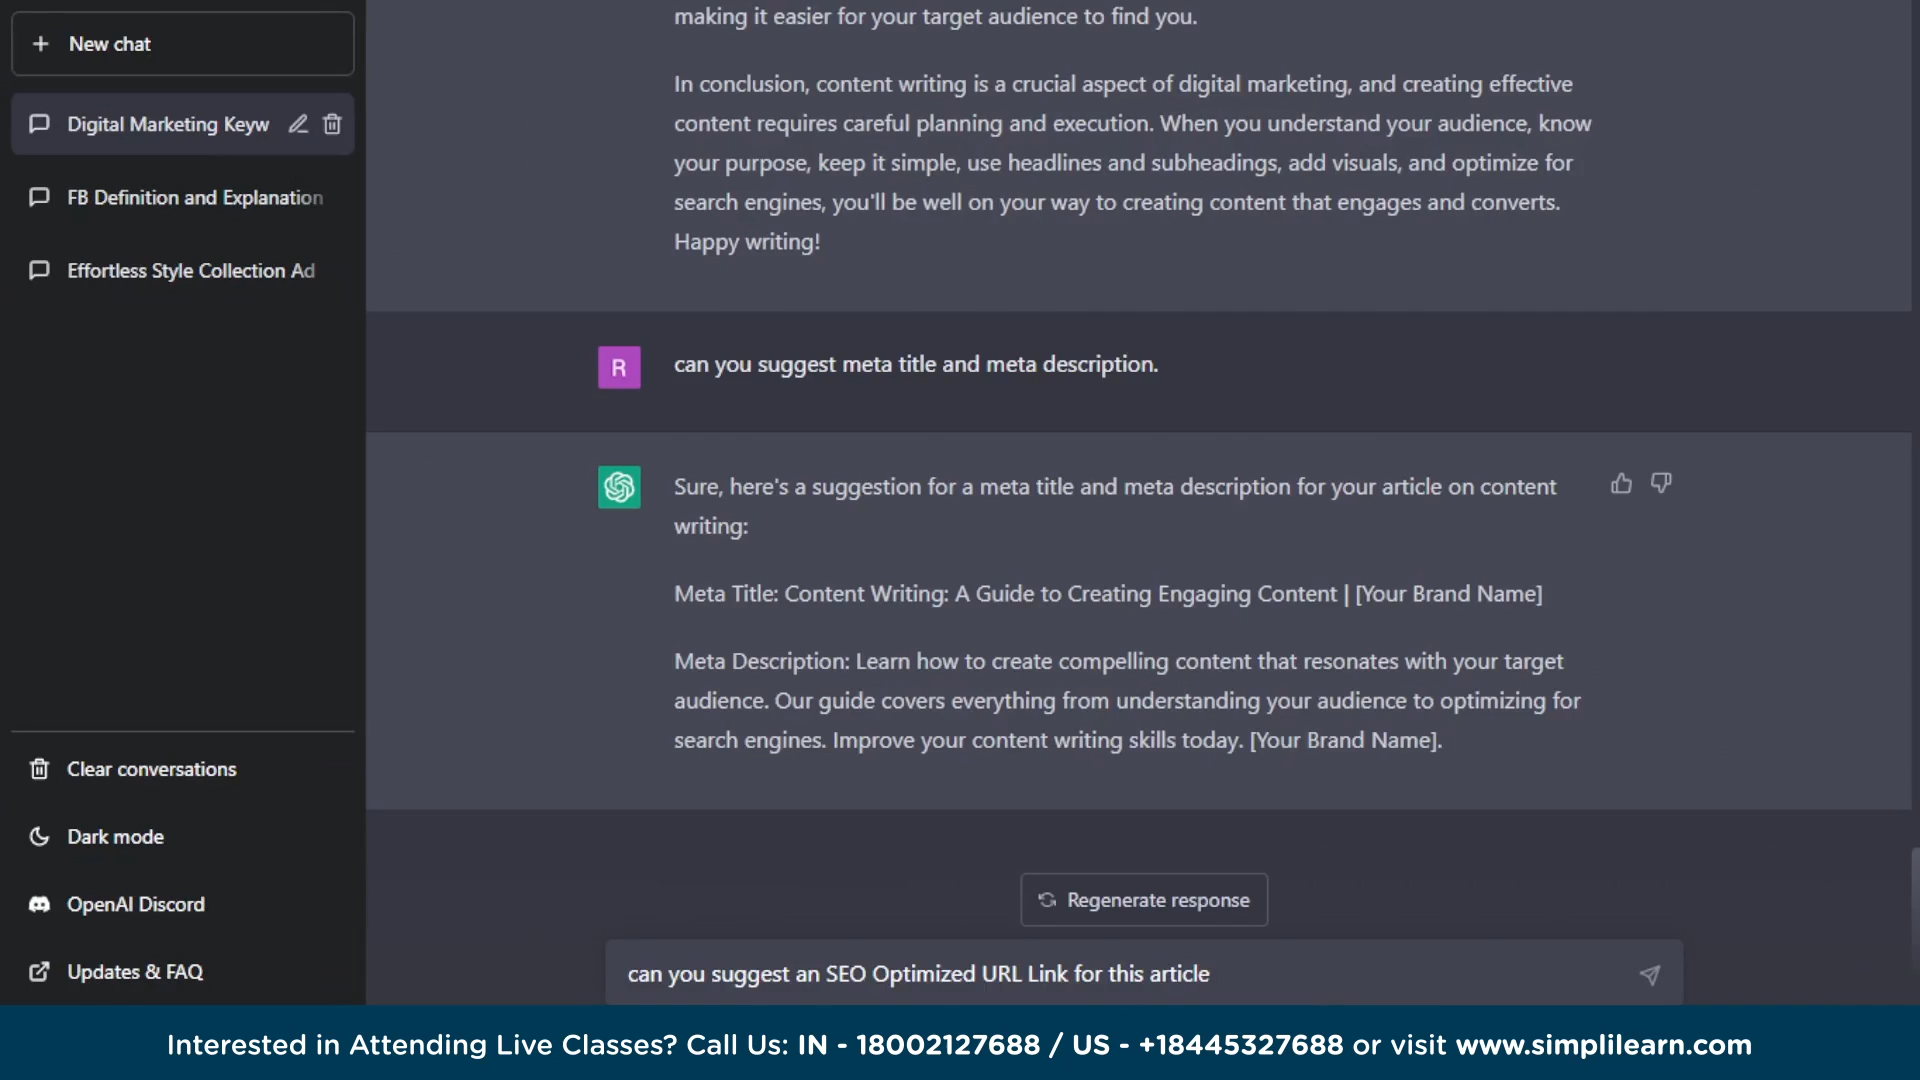 New chat
Digital Marketing Keyw
FB Definition and Explanation
Effortless Style Collection Ad
Clear conversations
Dark mode
OpenAI Discord
Updates & FAQ
making it easier for your target audience to find you.
In conclusion, content writing is a crucial aspect of digital marketing, and creating effective
content requires careful planning and execution. When you understand your audience, know
your purpose, keep it simple, use headlines and subheadings, add visuals, and optimize for
search engines, you'll be well on your way to creating content that engages and converts.
Happy writing!
R
can you suggest meta title and meta description.
Sure, here's a suggestion for a meta title and meta description for your article on content
writing:
Meta Title: Content Writing: A Guide to Creating Engaging Content | [Your Brand Name]
Meta Description: Learn how to create compelling content that resonates with your target
audience. Our guide covers everything from understanding your audience to optimizing for
search engines. Improve your content writing skills today. [Your Brand Name].
Regenerate response
can you suggest an SEO Optimized URL Link for this article
Interested in Attending Live Classes? Call Us: IN - 18002127688 / US - +18445327688 or visit www.simplilearn.com